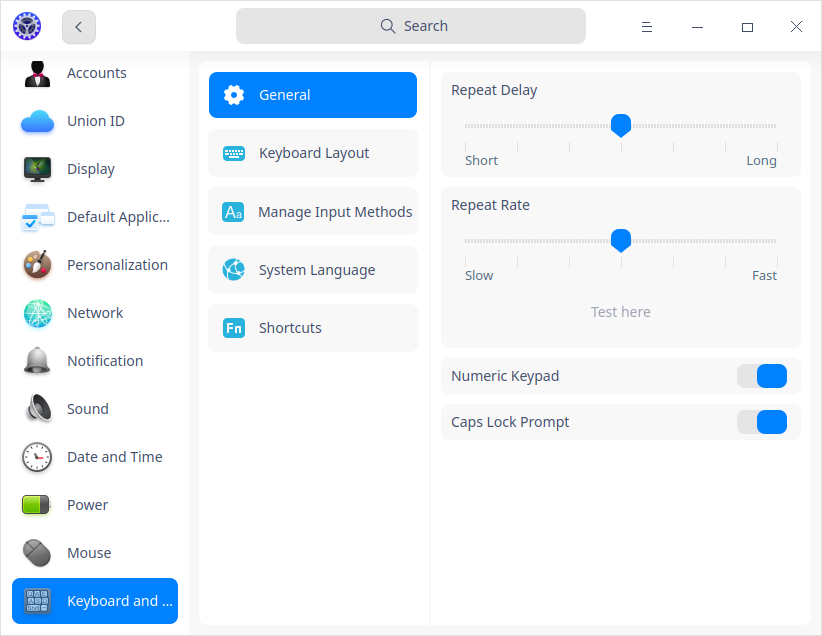 Search
Accounts
Union ID
Display
Default Applic...
Personalization
Network
Notification
Sound
Date and Time
Power
Mouse
Keyboard and ...
General
Keyboard Layout
Aa
Manage Input Methods
System Language
Fn
Shortcuts
Repeat Delay
Short
Long
Repeat Rate
Slow
Fast
Test here
Numeric Keypad
Caps Lock Prompt